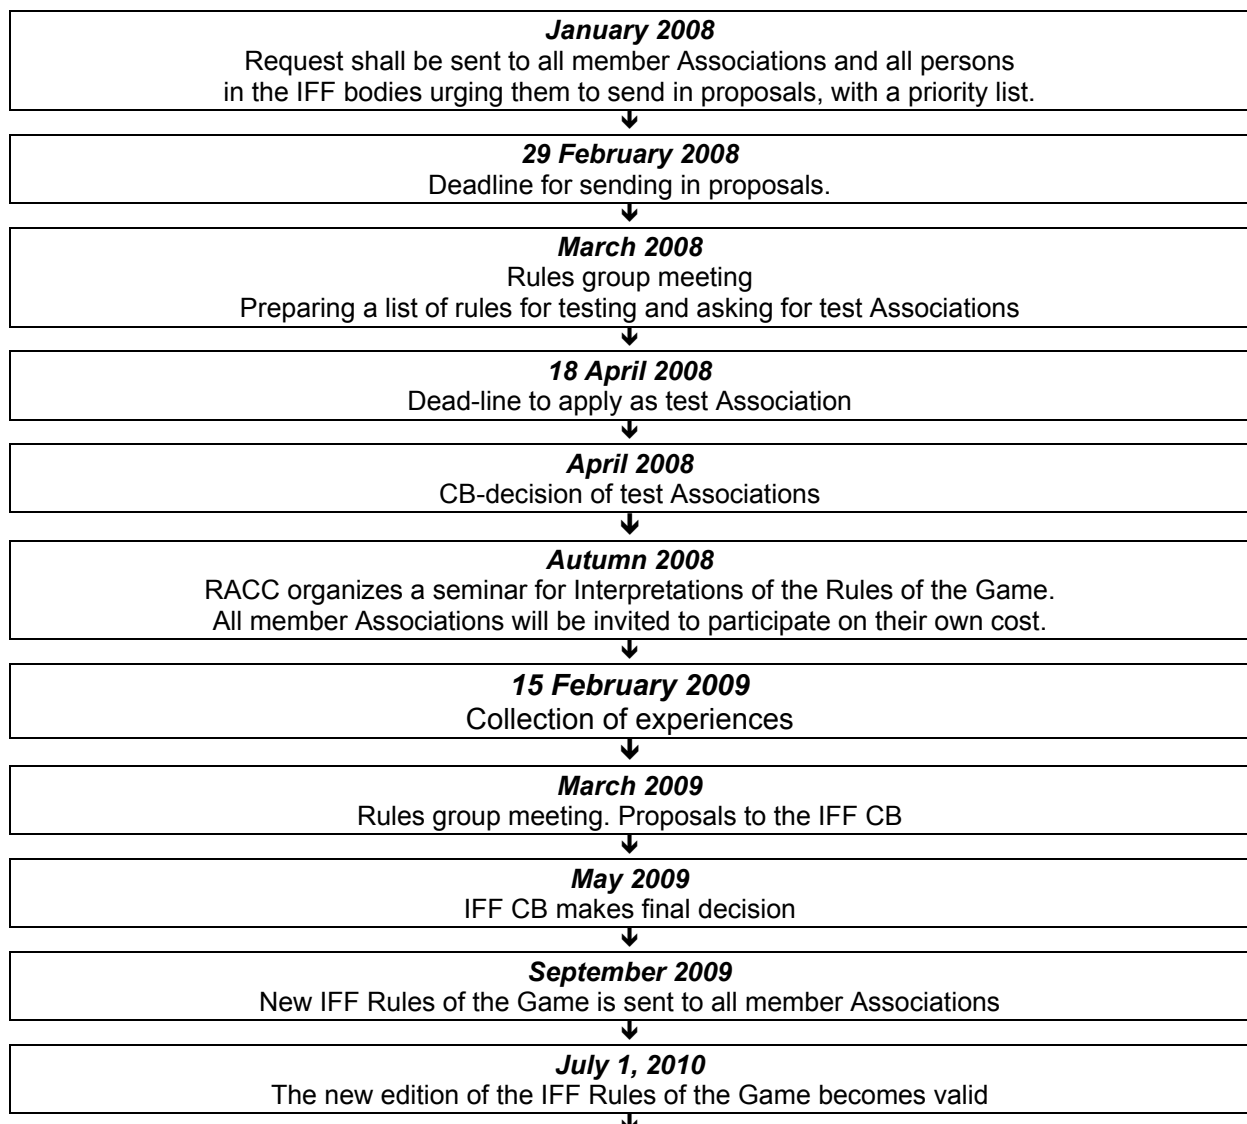 January 2008
Request shall be sent to all member Associations and all persons
in the IFF bodies urging them to send in proposals, with a priority list.
29 February 2008
Deadline for sending in proposals.
March 2008
Rules group meeting
Preparing a list of rules for testing and asking for test Associations
18 April 2008
Dead-line to apply as test Association
April 2008
CB-decision of test Associations
Autumn 2008
RACC organizes a seminar for Interpretations of the Rules of the Game.
All member Associations will be invited to participate on their own cost.
15 February 2009
Collection of experiences
March 2009
Rules group meeting. Proposals to the IFF CB
May 2009
IFF CB makes final decision
September 2009
New IFF Rules of the Game is sent to all member Associations
July 1, 2010
The new edition of the IFF Rules of the Game becomes valid